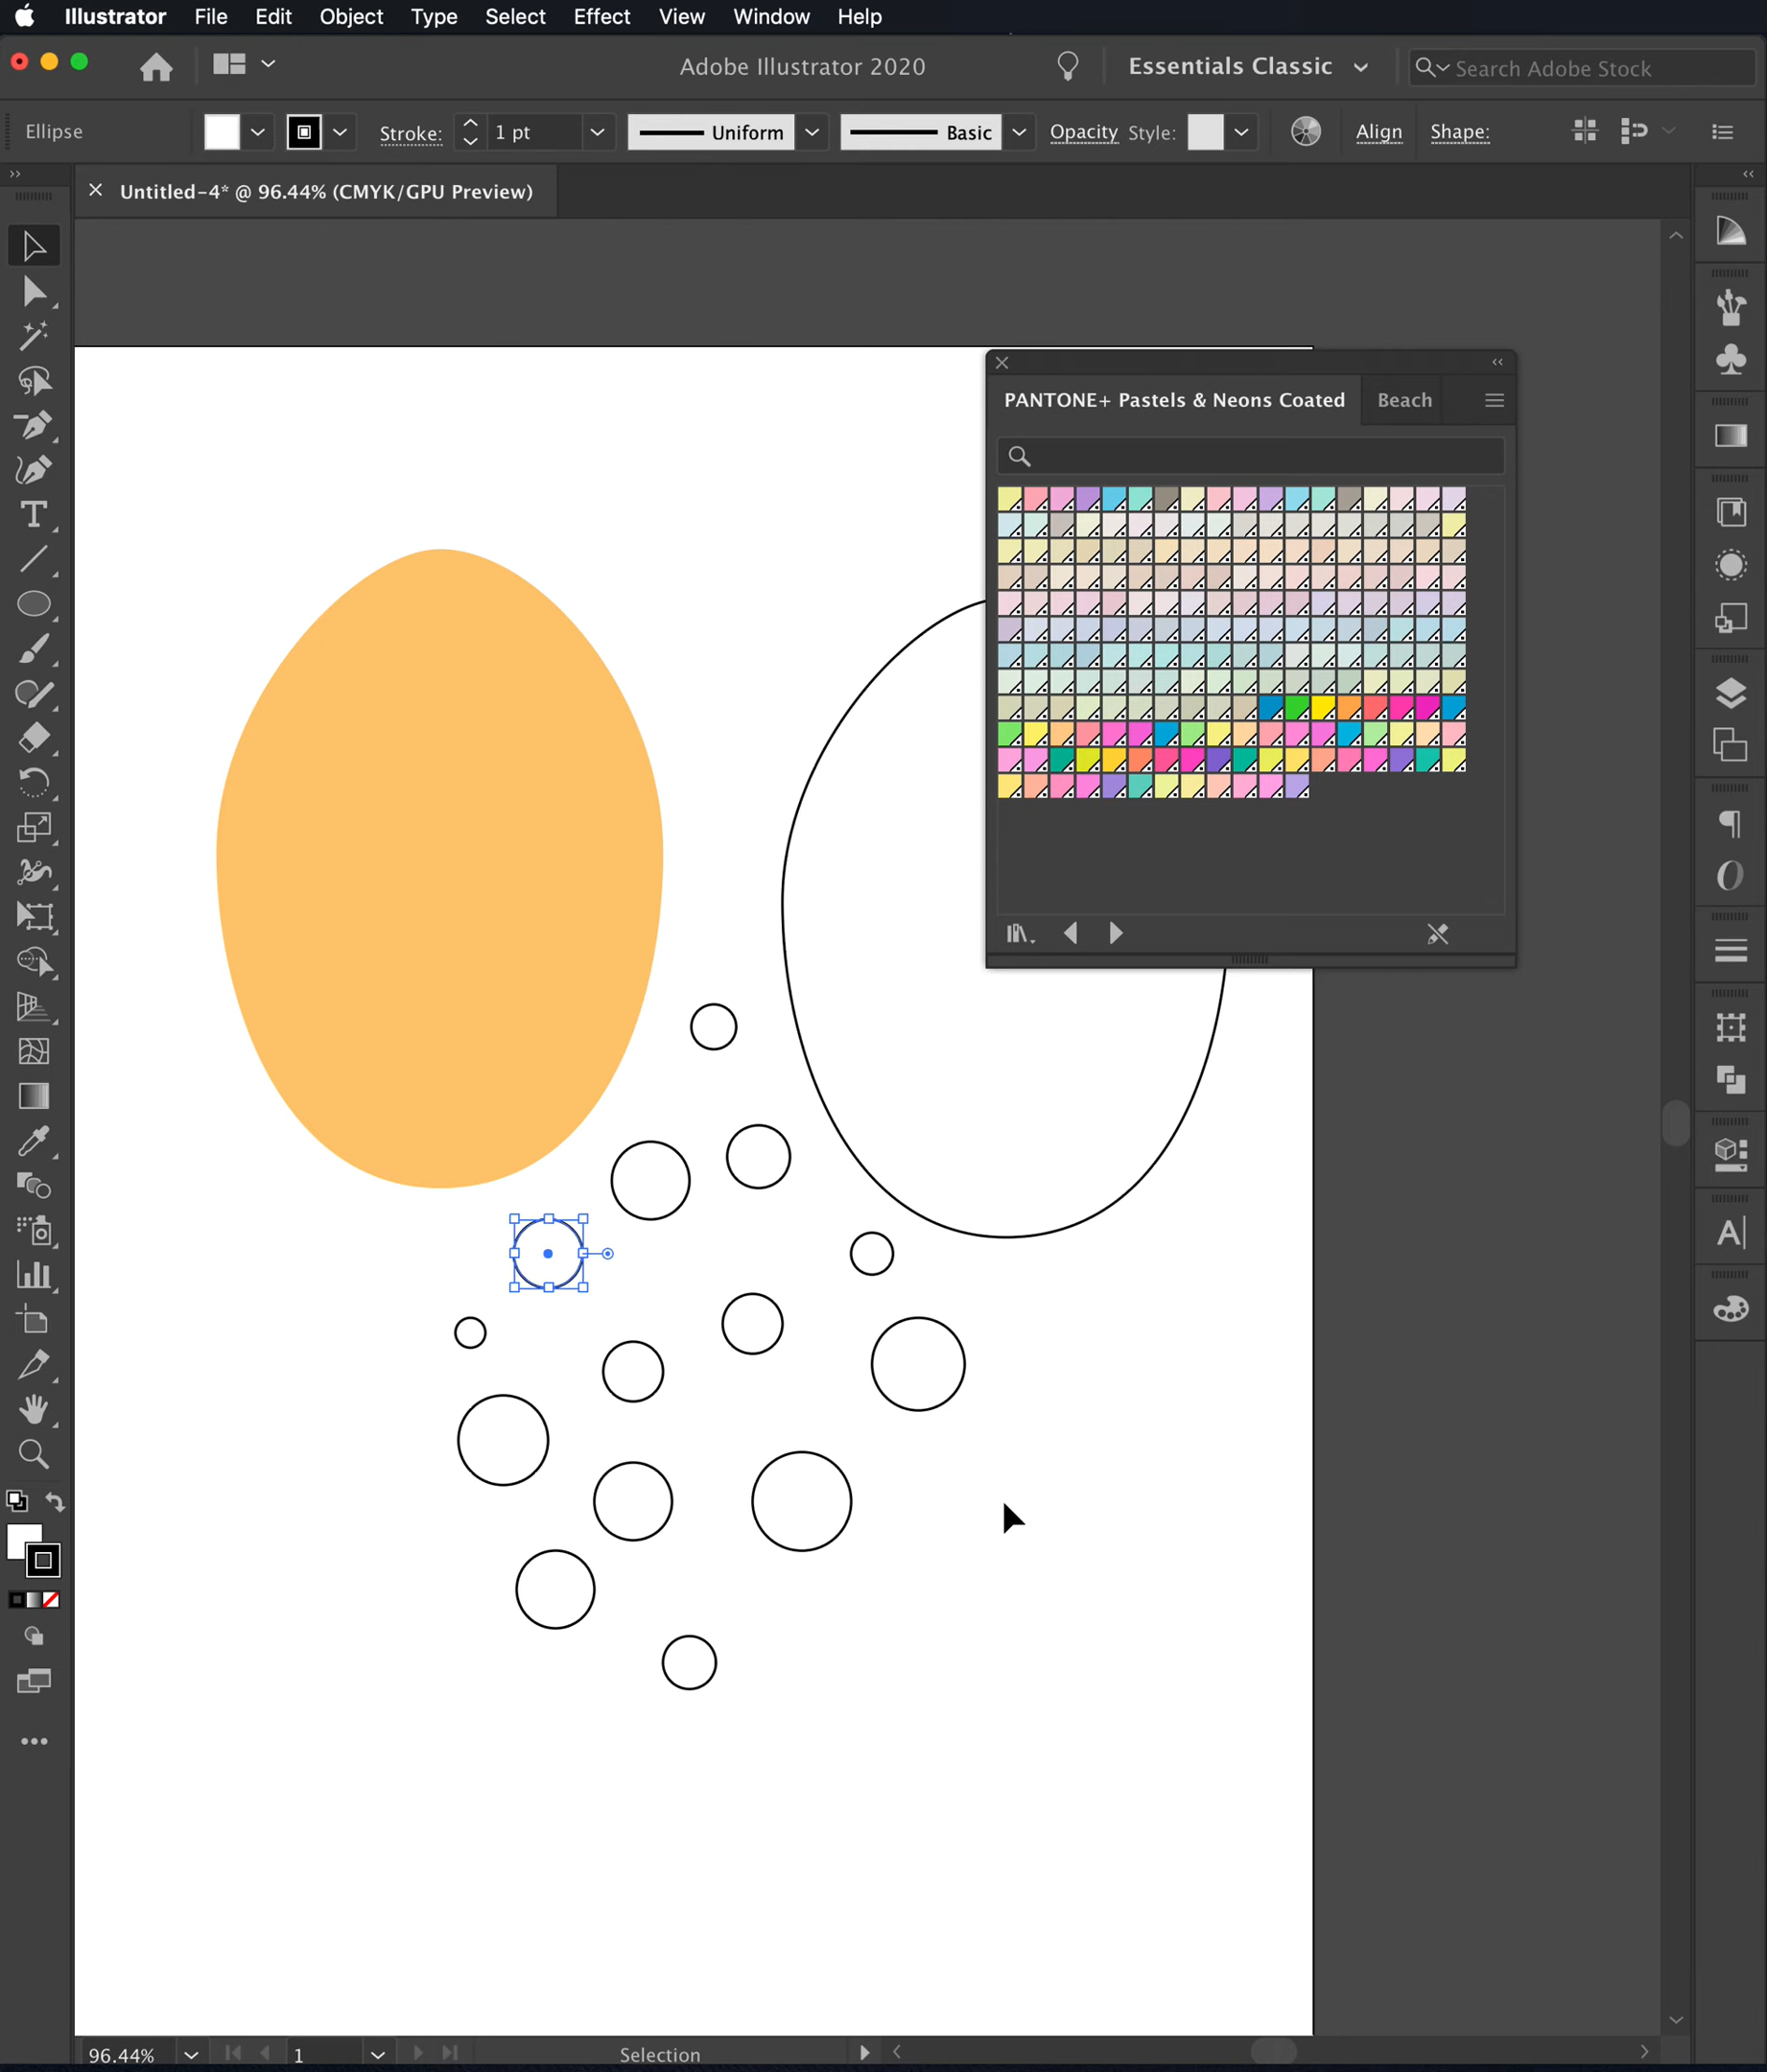 Illustrator File Edit Object Type Select Effect View Window Help
Adobe Illustrator 2020 Essentials Classic Search Adobe Stock
Ellipse Stroke: 1 pt Uniform Basic Opacity Style: Align Shape:
Untitled-4* @ 96.44% (CMYK/GPU Preview)
PANTONE+ Pastels & Neons Coated Beach
96.44% 1 Selection